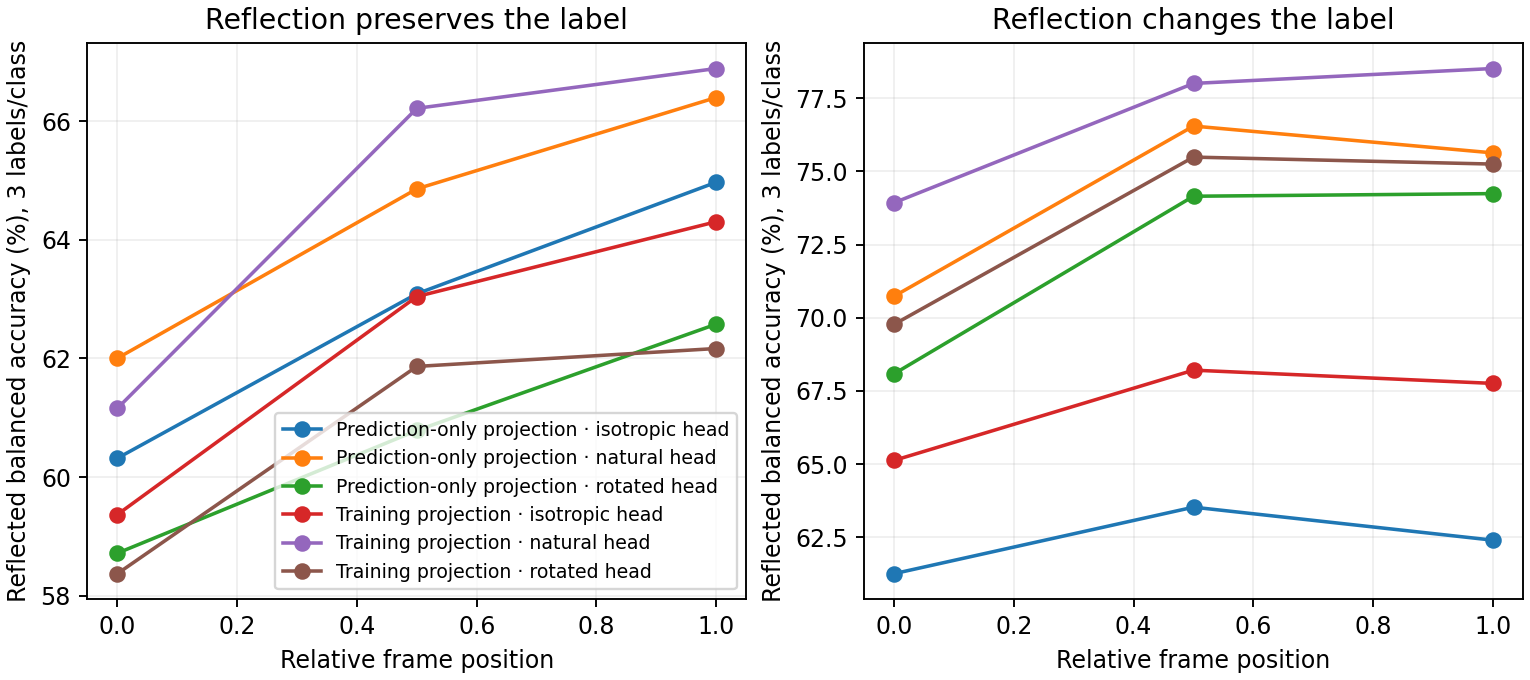 Reflection preserves the label
Reflected balanced accuracy (%), 3 labels/class
66
64
62
60
58
0.0 0.2 0.4 0.6 0.8 1.0
Relative frame position
Prediction-only projection · isotropic head
Prediction-only projection · natural head
Prediction-only projection · rotated head
Training projection · isotropic head
Training projection · natural head
Training projection · rotated head
Reflection changes the label
Reflected balanced accuracy (%), 3 labels/class
77.5
75.0
72.5
70.0
67.5
65.0
62.5
0.0 0.2 0.4 0.6 0.8 1.0
Relative frame position